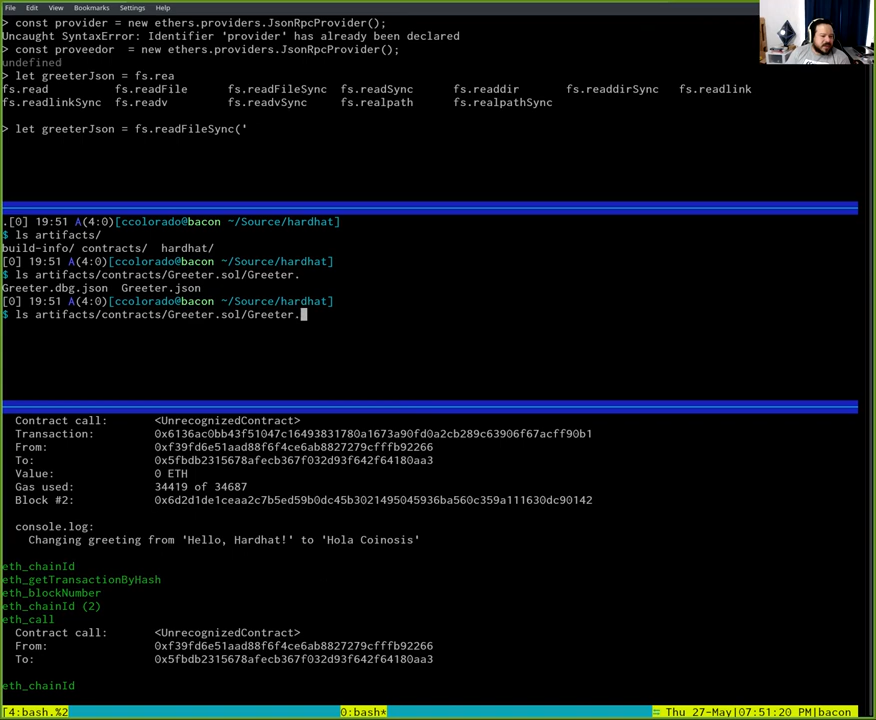 File Edit View Bookmarks Settings Help
> const provider = new ethers.providers.JsonRpcProvider();
Uncaught SyntaxError: Identifier 'provider' has already been declared
> const proveedor  = new ethers.providers.JsonRpcProvider();
undefined
> let greeterJson = fs.rea
fs.read fs.readFile fs.readFileSync fs.readSync fs.readdir fs.readdirSync fs.readlink
fs.readlinkSync fs.readv fs.readvSync fs.realpath fs.realpathSync
> let greeterJson = fs.readFileSync('
.[0] 19:51 A(4:0)[ccolorado@bacon ~/Source/hardhat]
$ ls artifacts/
build-info/ contracts/  hardhat/
[0] 19:51 A(4:0)[ccolorado@bacon ~/Source/hardhat]
$ ls artifacts/contracts/Greeter.sol/Greeter.
Greeter.dbg.json  Greeter.json
[0] 19:51 A(4:0)[ccolorado@bacon ~/Source/hardhat]
$ ls artifacts/contracts/Greeter.sol/Greeter.
Contract call: <UnrecognizedContract>
Transaction: 0x6136ac0bb43f51047c16493831780a1673a90fd0a2cb289c63906f67acff90b1
From: 0xf39fd6e51aad88f6f4ce6ab8827279cfffb92266
To: 0x5fbdb2315678afecb367f032d93f642f64180aa3
Value: 0 ETH
Gas used: 34419 of 34687
Block #2: 0x6d2d1de1ceaa2c7b5ed59b0dc45b3021495045936ba560c359a111630dc90142
console.log:
Changing greeting from 'Hello, Hardhat!' to 'Hola Coinosis'
eth_chainId
eth_getTransactionByHash
eth_blockNumber
eth_chainId (2)
eth_call
Contract call: <UnrecognizedContract>
From: 0xf39fd6e51aad88f6f4ce6ab8827279cfffb92266
To: 0x5fbdb2315678afecb367f032d93f642f64180aa3
eth_chainId
[4:bash.%2 0:bash* = Thu 27-May|07:51:20 PM|bacon